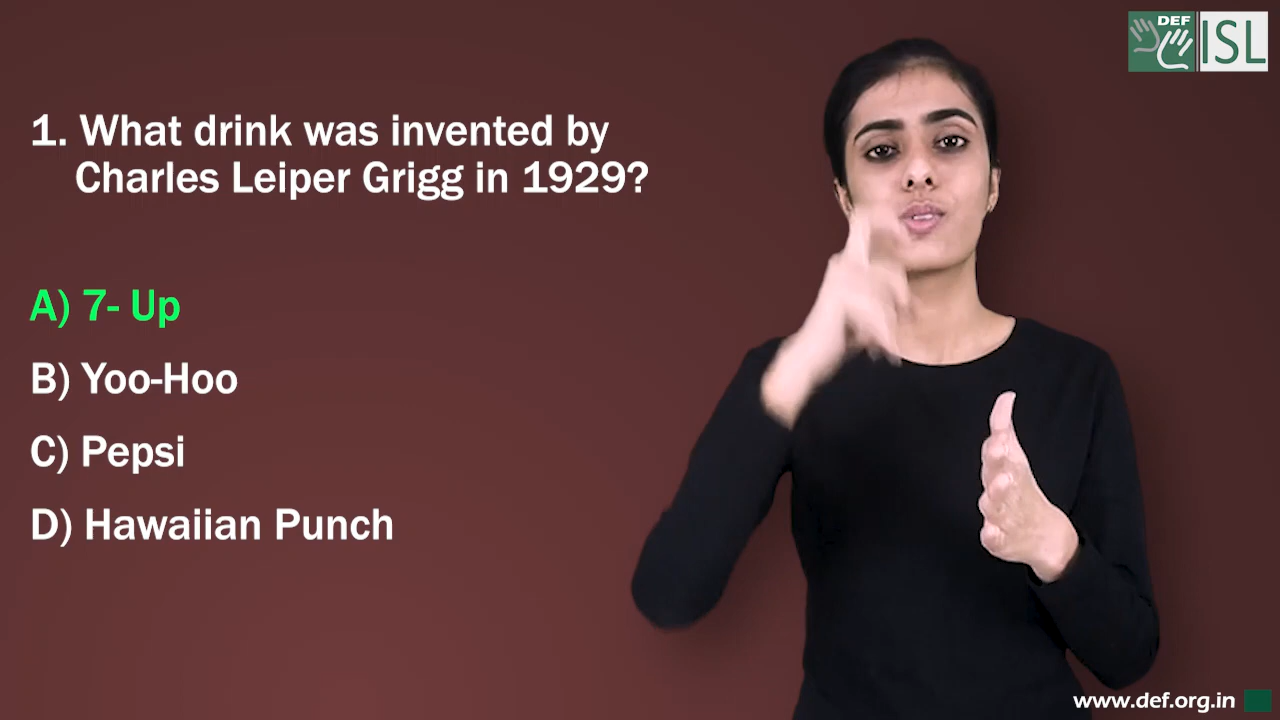 DEF
ISL
1. What drink was invented by
Charles Leiper Grigg in 1929?
A) 7- Up
B) Yoo-Hoo
C) Pepsi
D) Hawaiian Punch
www.def.org.in